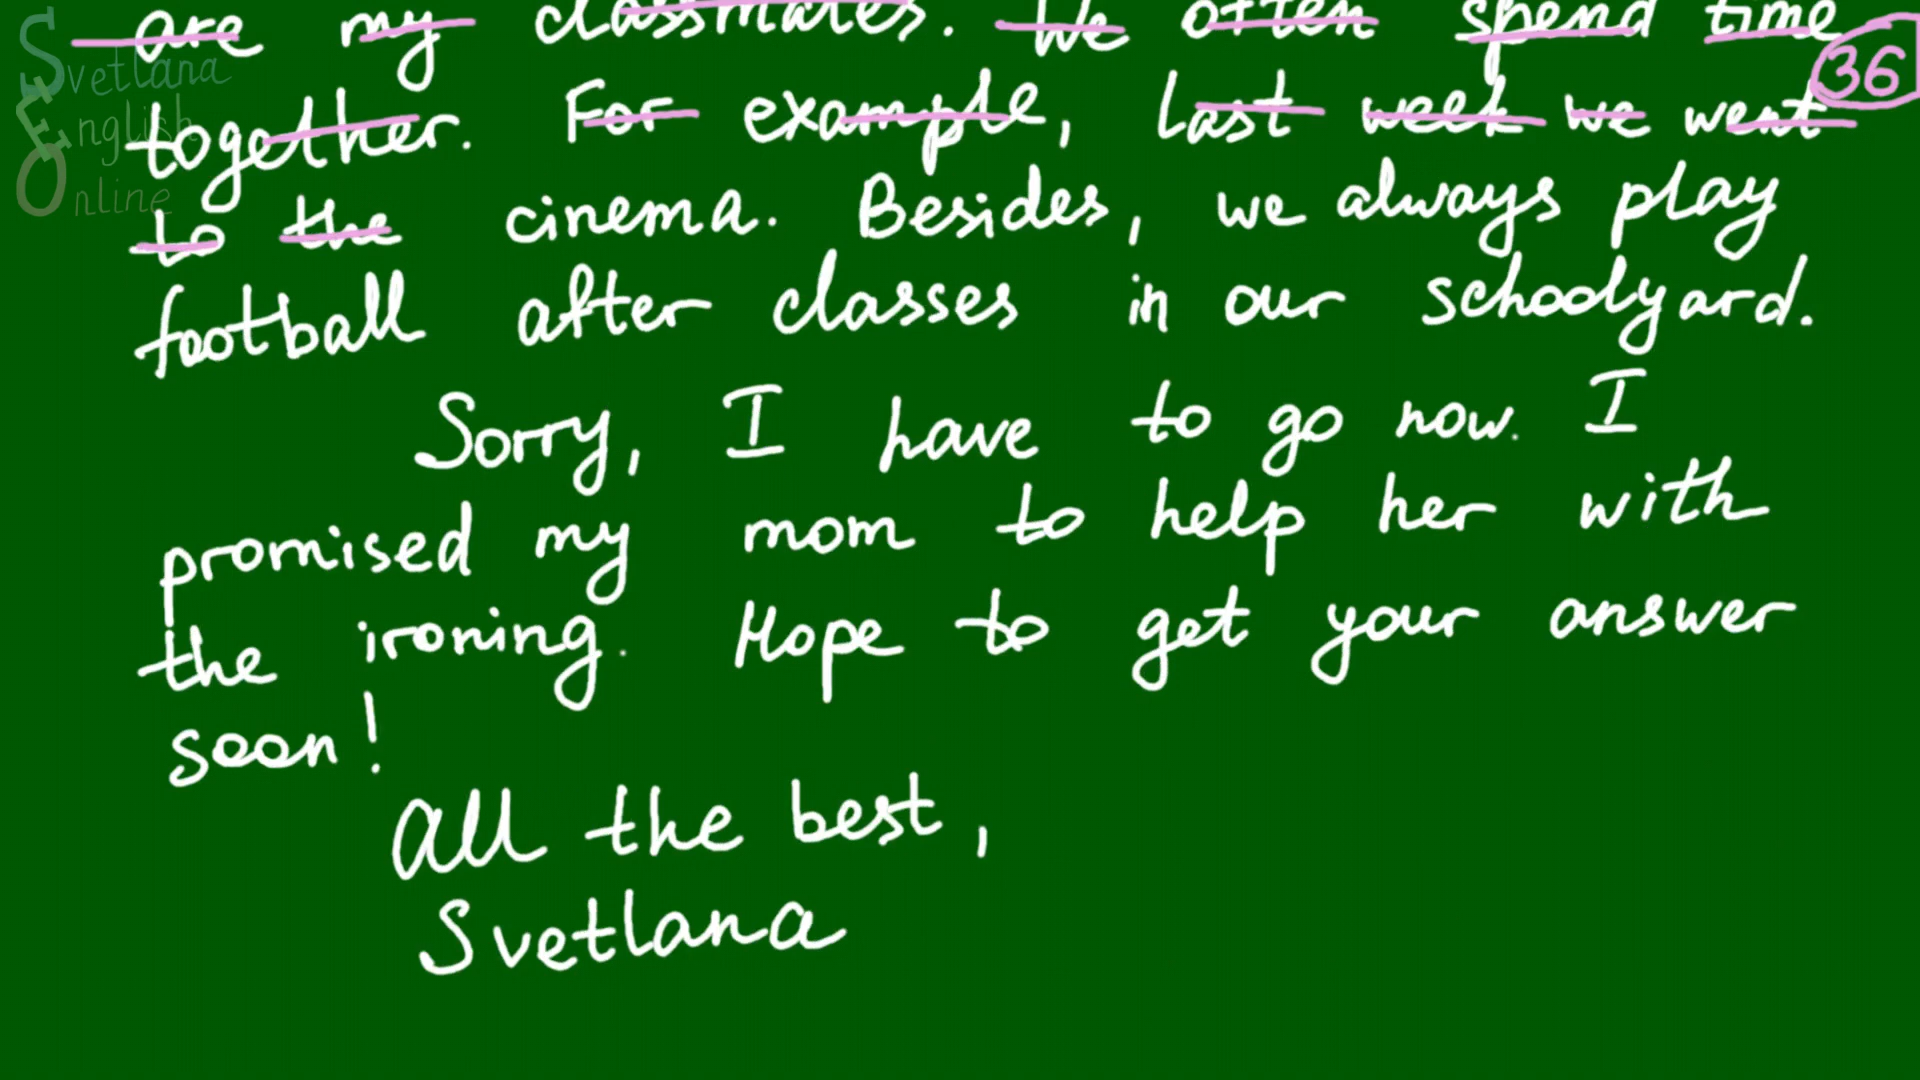 are my classmates. We often spend time
36
together. For example, last week we went
to the cinema. Besides, we always play
football after classes in our schoolyard.
Sorry, I have to go now. I
promised my mom to help her with
the ironing. Hope to get your answer
soon!
All the best,
Svetlana
Svetlana
English
Online